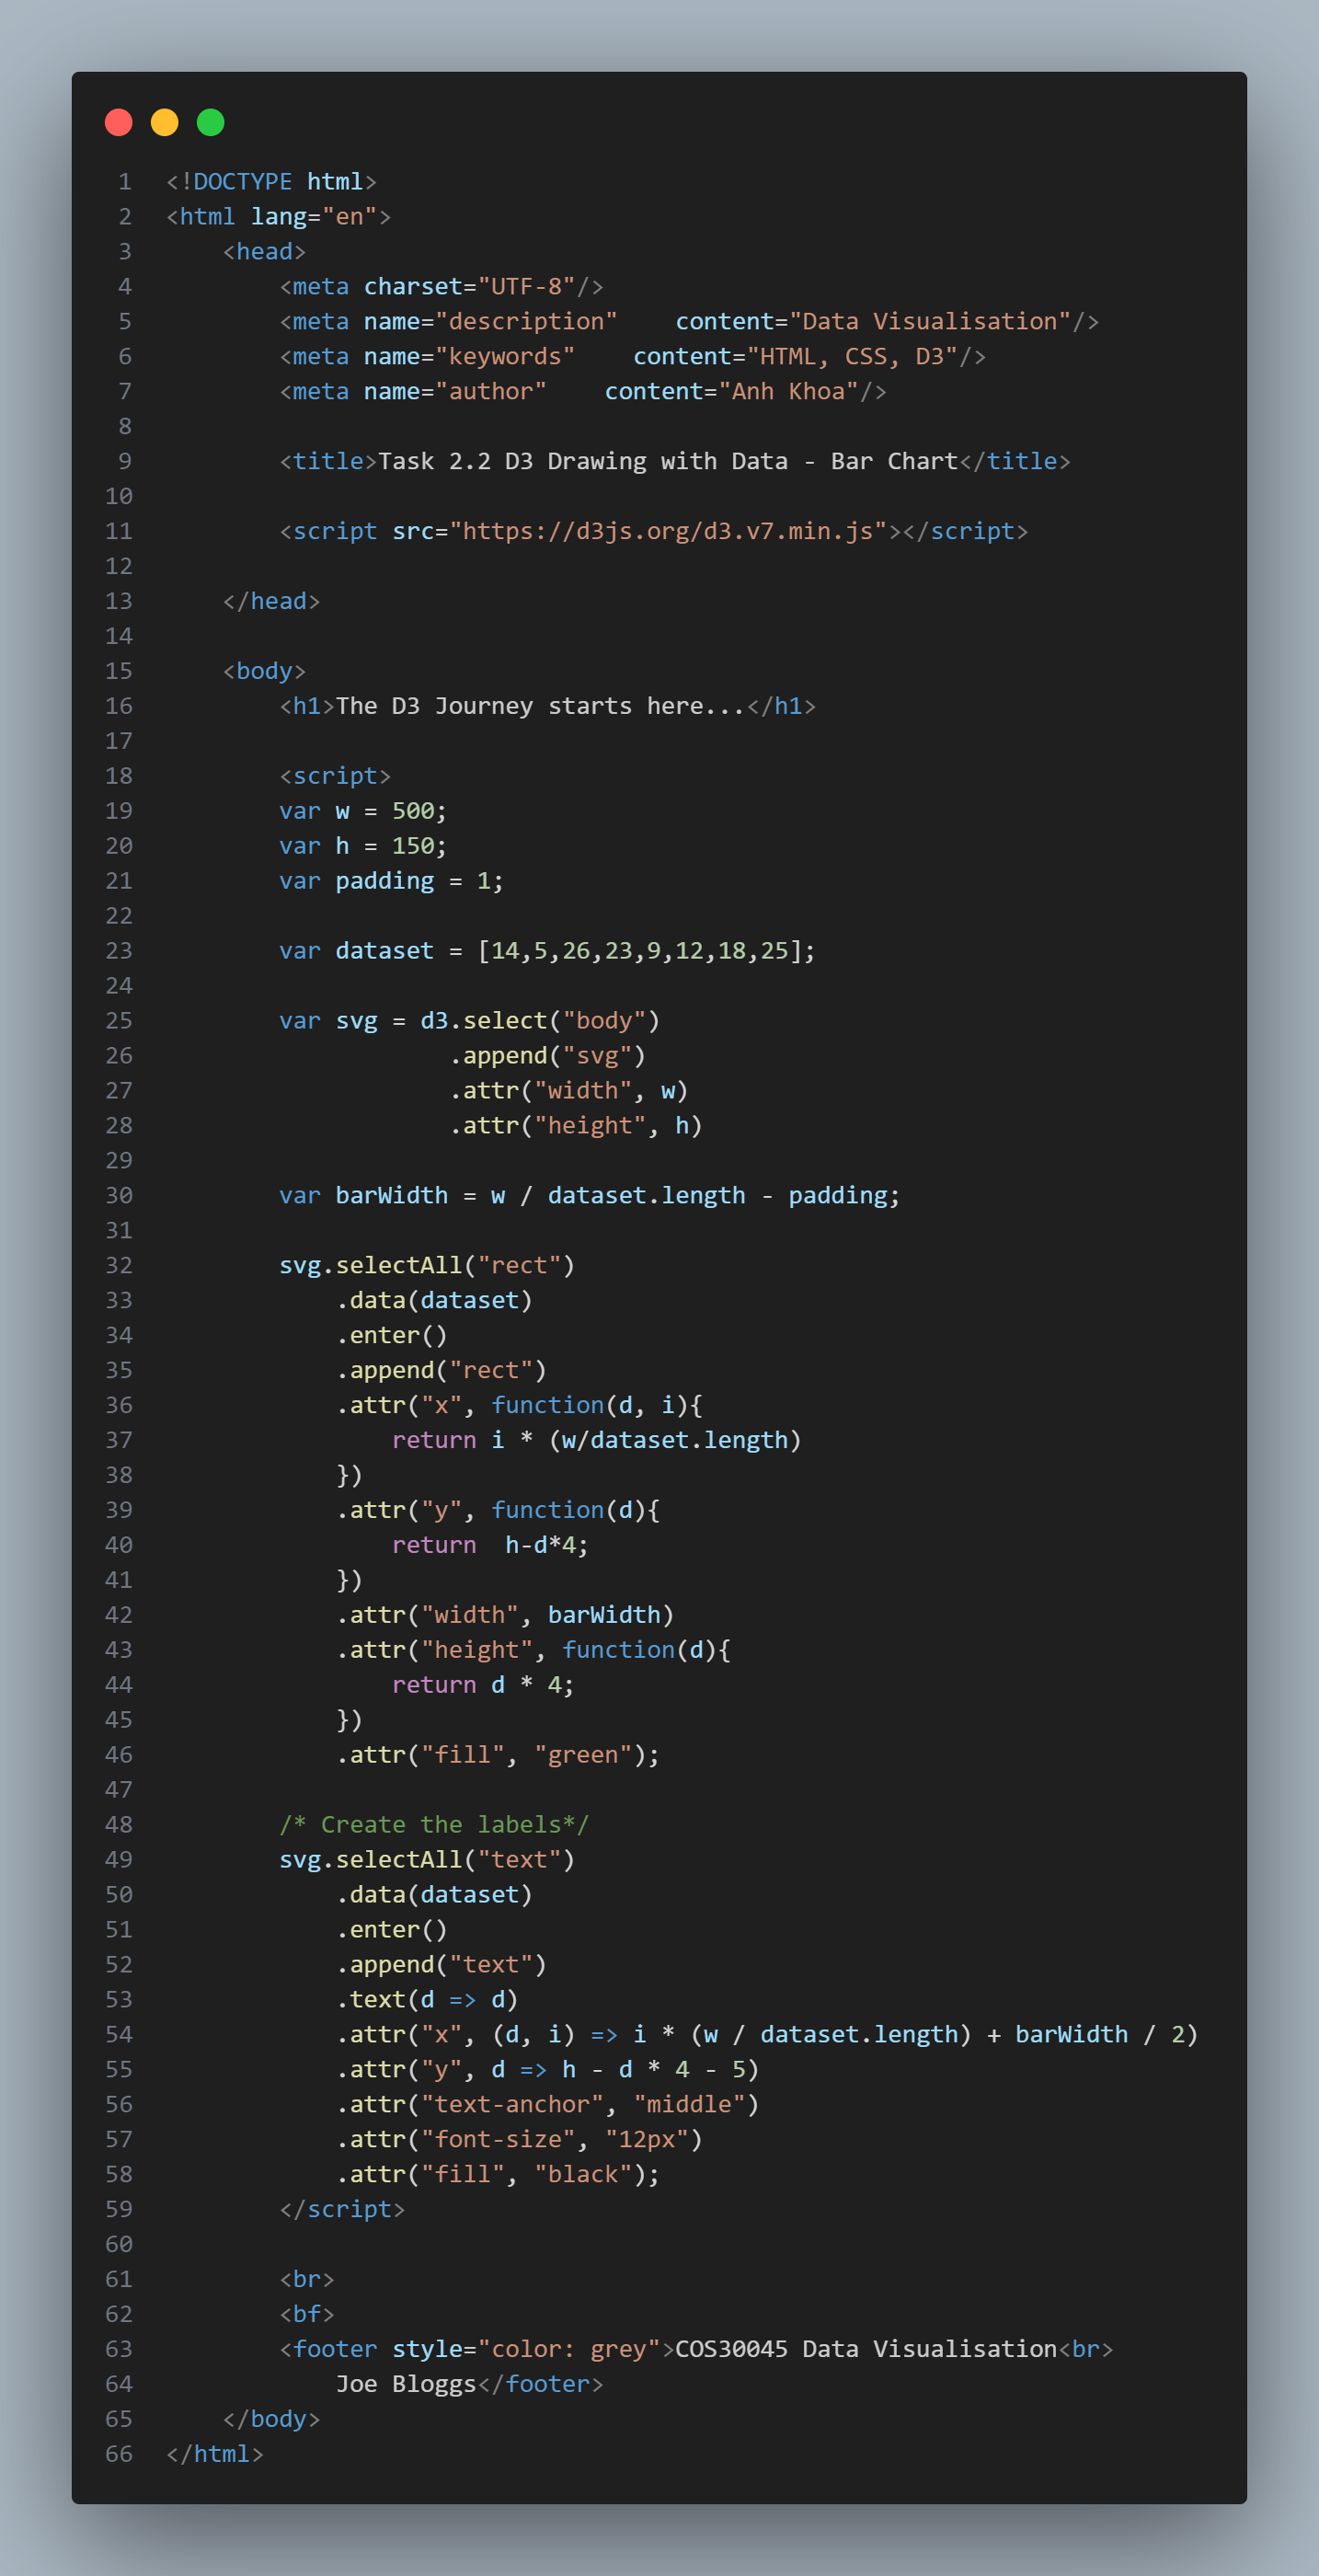 1 <!DOCTYPE html>
2 <html lang="en">
3     <head>
4         <meta charset="UTF-8"/>
5         <meta name="description"    content="Data Visualisation"/>
6         <meta name="keywords"    content="HTML, CSS, D3"/>
7         <meta name="author"    content="Anh Khoa"/>
8
9         <title>Task 2.2 D3 Drawing with Data - Bar Chart</title>
10
11         <script src="https://d3js.org/d3.v7.min.js"></script>
12
13     </head>
14
15     <body>
16         <h1>The D3 Journey starts here...</h1>
17
18         <script>
19         var w = 500;
20         var h = 150;
21         var padding = 1;
22
23         var dataset = [14,5,26,23,9,12,18,25];
24
25         var svg = d3.select("body")
26                     .append("svg")
27                     .attr("width", w)
28                     .attr("height", h)
29
30         var barWidth = w / dataset.length - padding;
31
32         svg.selectAll("rect")
33             .data(dataset)
34             .enter()
35             .append("rect")
36             .attr("x", function(d, i){
37                 return i * (w/dataset.length)
38             })
39             .attr("y", function(d){
40                 return  h-d*4;
41             })
42             .attr("width", barWidth)
43             .attr("height", function(d){
44                 return d * 4;
45             })
46             .attr("fill", "green");
47
48         /* Create the labels*/
49         svg.selectAll("text")
50             .data(dataset)
51             .enter()
52             .append("text")
53             .text(d => d)
54             .attr("x", (d, i) => i * (w / dataset.length) + barWidth / 2)
55             .attr("y", d => h - d * 4 - 5)
56             .attr("text-anchor", "middle")
57             .attr("font-size", "12px")
58             .attr("fill", "black");
59         </script>
60
61         <br>
62         <bf>
63         <footer style="color: grey">COS30045 Data Visualisation<br>
64             Joe Bloggs</footer>
65     </body>
66 </html>